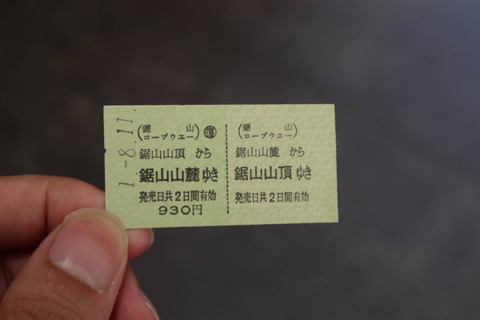 1-8.11
(鋸山ロープウエー) 復
鋸山山頂 から
鋸山山麓 ゆき
発売日共2日間有効
930円
(鋸山ロープウエー)
鋸山山麓 から
鋸山山頂 ゆき
発売日共2日間有効